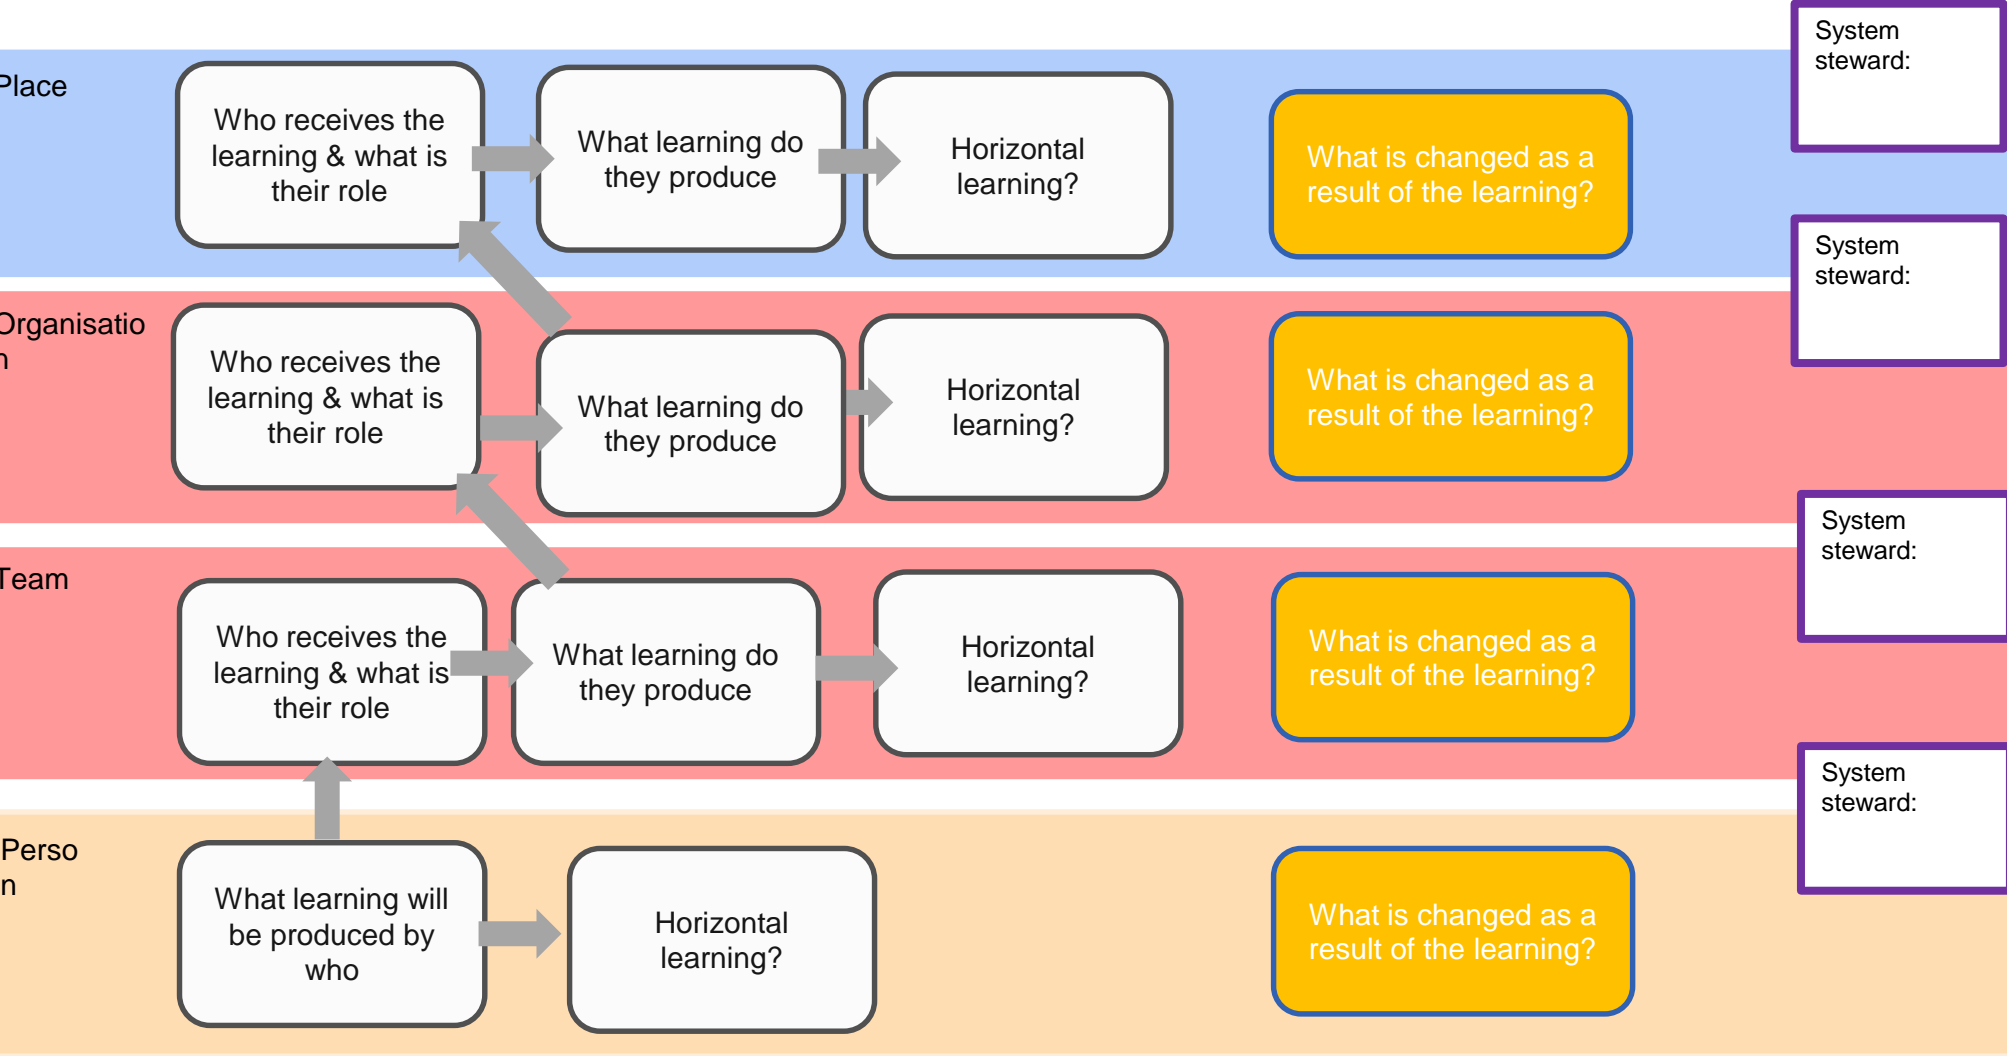 System
steward:
Place
Who receives the
learning & what is
their role
What learning do
they produce
Horizontal
learning?
What is changed as a
result of the learning?
System
steward:
Organisatio
n
Who receives the
learning & what is
their role
What learning do
they produce
Horizontal
learning?
What is changed as a
result of the learning?
System
steward:
Team
Who receives the
learning & what is
their role
What learning do
they produce
Horizontal
learning?
What is changed as a
result of the learning?
System
steward:
Perso
n
What learning will
be produced by
who
Horizontal
learning?
What is changed as a
result of the learning?